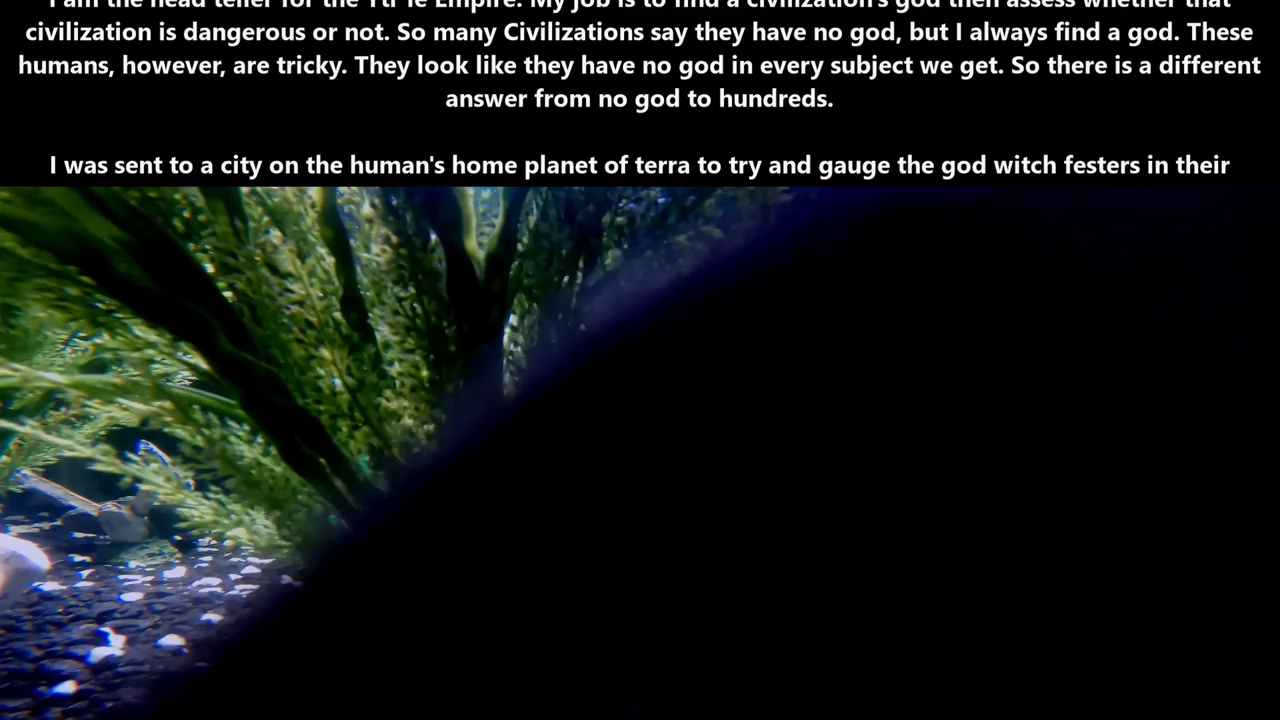 I am the head teller for the Empire. My job is to find a civilization's god then assess whether that
civilization is dangerous or not. So many Civilizations say they have no god, but I always find a god. These
humans, however, are tricky. They look like they have no god in every subject we get. So there is a different
answer from no god to hundreds.
I was sent to a city on the human's home planet of terra to try and gauge the god witch festers in their